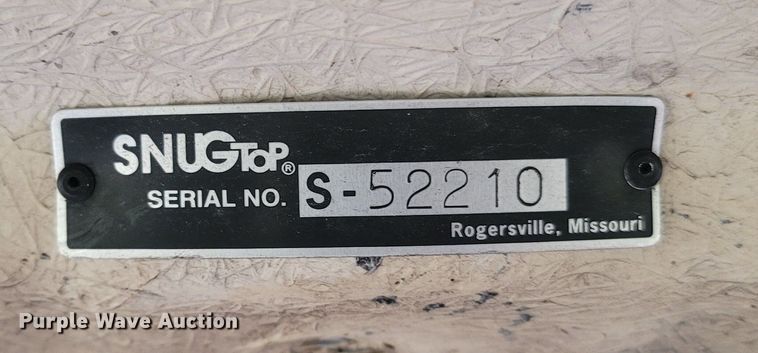 SNUGTOP®
SERIAL NO. S-52210
Rogersville, Missouri
Purple Wave Auction